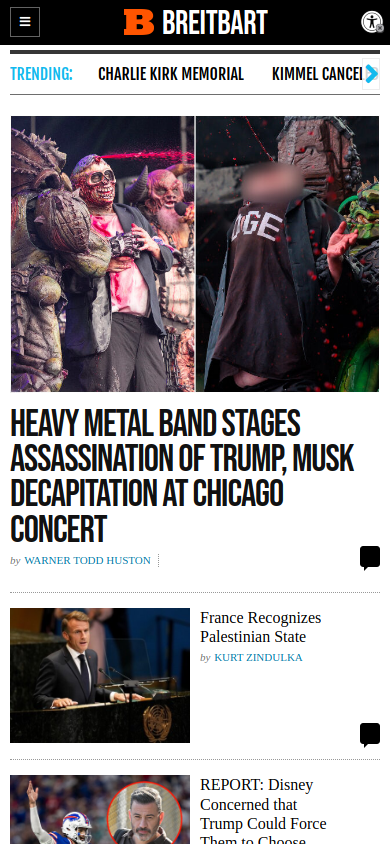 BREITBART
TRENDING: CHARLIE KIRK MEMORIAL KIMMEL CANCEL
HEAVY METAL BAND STAGES
ASSASSINATION OF TRUMP, MUSK
DECAPITATION AT CHICAGO
CONCERT
by WARNER TODD HUSTON
France Recognizes
Palestinian State
by KURT ZINDULKA
REPORT: Disney
Concerned that
Trump Could Force
Them to Choose